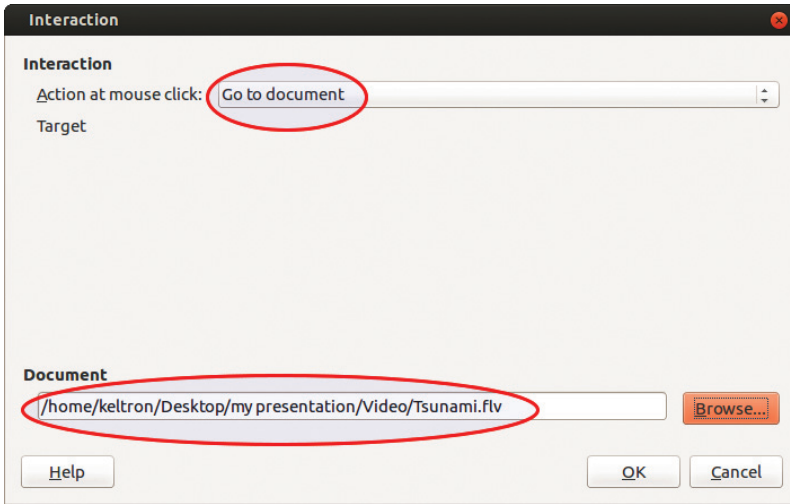 Interaction
Interaction
Action at mouse click: Go to document
Target
Document
/home/keltron/Desktop/my presentation/Video/Tsunami.flv Browse...
Help OK Cancel